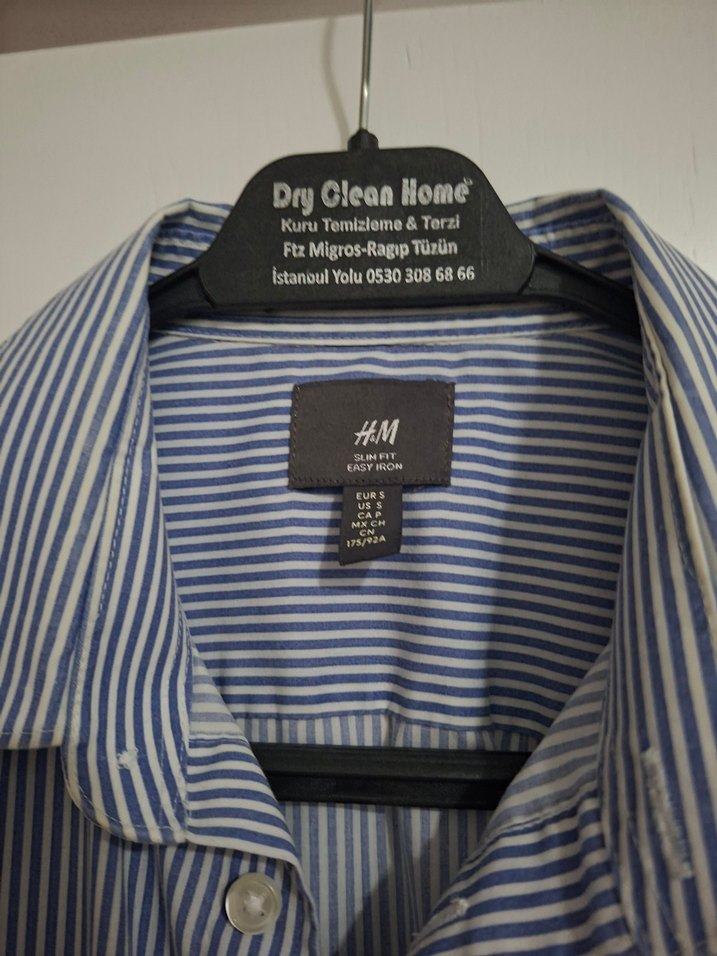 Dry Clean Home
Kuru Temizleme & Terzi
Ftz Migros-Ragıp Tüzün
İstanbul Yolu 0530 308 68 66
H&M
SLIM FIT
EASY IRON
EUR S
US S
CA P
MX CH
CN
175/92A